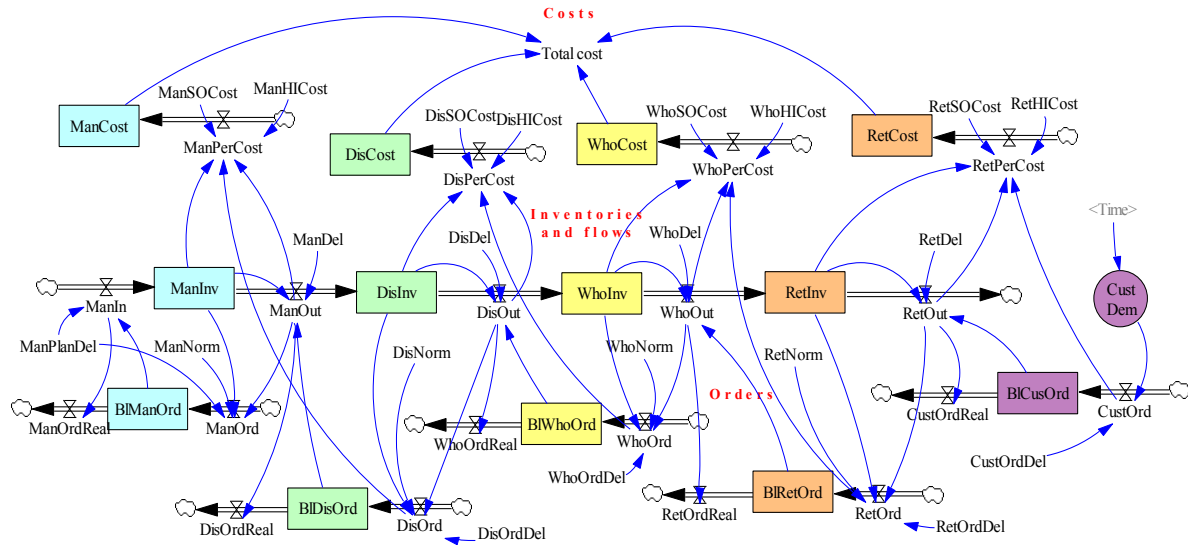 Costs
Total cost
ManSOCost
ManHICost
ManCost
ManPerCost
DisSOCost
DisHICost
DisCost
DisPerCost
WhoSOCost
WhoHICost
WhoCost
WhoPerCost
RetSOCost
RetHICost
RetCost
RetPerCost
Inventories
and flows
<Time>
ManDel
DisDel
WhoDel
RetDel
ManIn
ManInv
ManOut
DisInv
DisOut
WhoInv
WhoOut
RetInv
RetOut
Cust
Dem
ManPlanDel
ManNorm
DisNorm
WhoNorm
RetNorm
Orders
ManOrdReal
BlManOrd
ManOrd
WhoOrdReal
BlWhoOrd
WhoOrd
WhoOrdDel
CustOrdReal
BlCusOrd
CustOrd
CustOrdDel
DisOrdReal
BlDisOrd
DisOrd
DisOrdDel
RetOrdReal
BlRetOrd
RetOrd
RetOrdDel